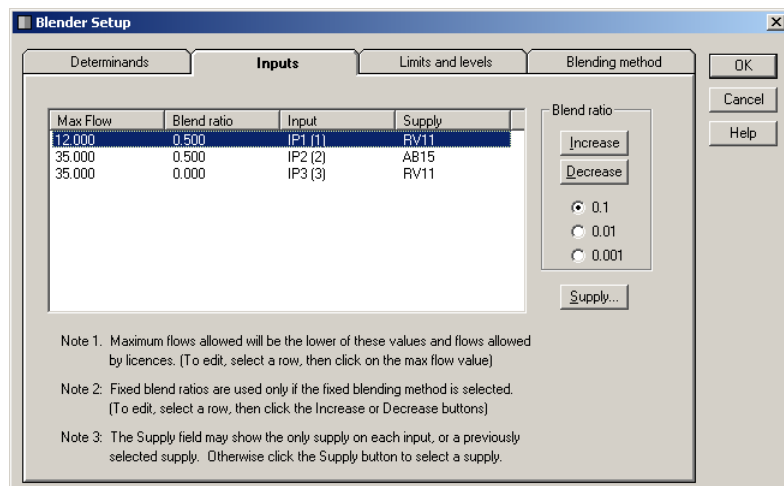 Blender Setup
Determinands Inputs Limits and levels Blending method
OK
Cancel
Help
Max Flow Blend ratio Input Supply
12.000 0.500 IP1 (1) RV11
35.000 0.500 IP2 (2) AB15
35.000 0.000 IP3 (3) RV11
Blend ratio
Increase
Decrease
0.1
0.01
0.001
Supply...
Note 1. Maximum flows allowed will be the lower of these values and flows allowed
by licences. (To edit, select a row, then click on the max flow value)
Note 2: Fixed blend ratios are used only if the fixed blending method is selected.
(To edit, select a row, then click the Increase or Decrease buttons)
Note 3: The Supply field may show the only supply on each input, or a previously
selected supply. Otherwise click the Supply button to select a supply.